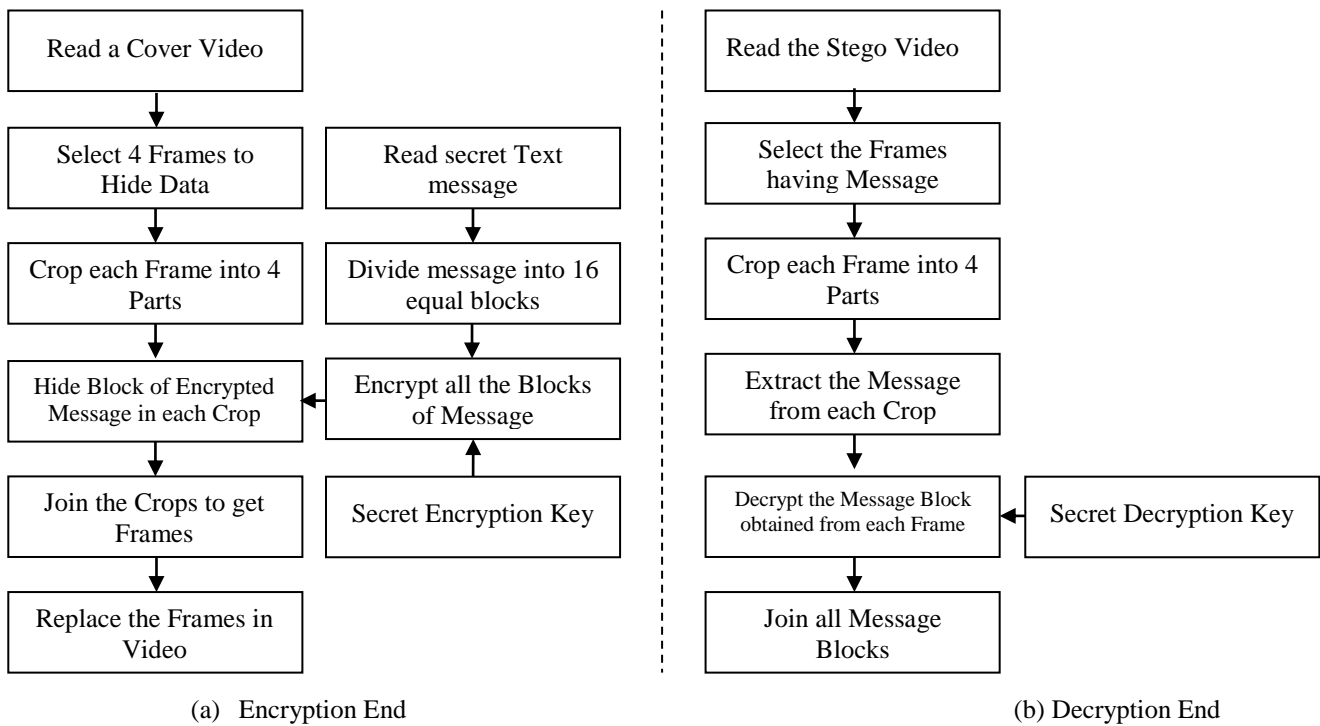 Read a Cover Video
Select 4 Frames to
Hide Data
Crop each Frame into 4
Parts
Hide Block of Encrypted
Message in each Crop
Join the Crops to get
Frames
Replace the Frames in
Video
Read secret Text
message
Divide message into 16
equal blocks
Encrypt all the Blocks
of Message
Secret Encryption Key
(a) Encryption End
Read the Stego Video
Select the Frames
having Message
Crop each Frame into 4
Parts
Extract the Message
from each Crop
Decrypt the Message Block
obtained from each Frame
Secret Decryption Key
Join all Message
Blocks
(b) Decryption End